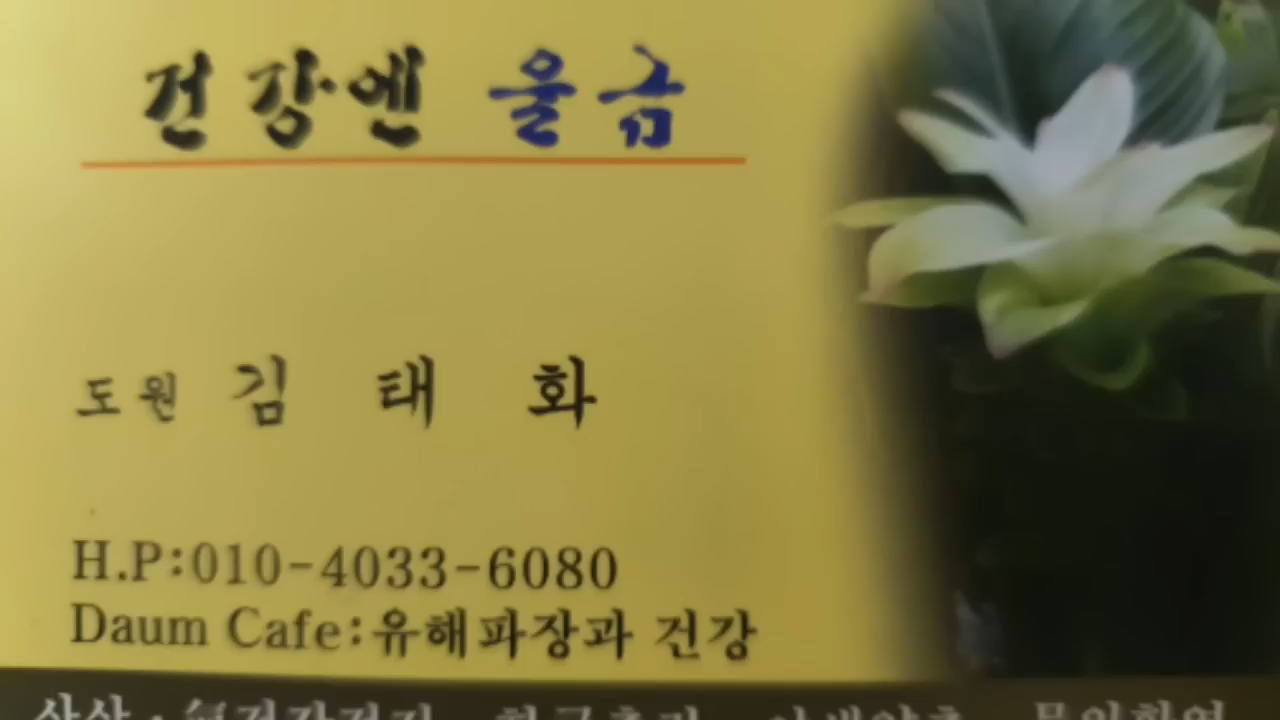 건강엔 울금
도원 김 태 화
H.P:010-4033-6080
Daum Cafe:유해파장과 건강